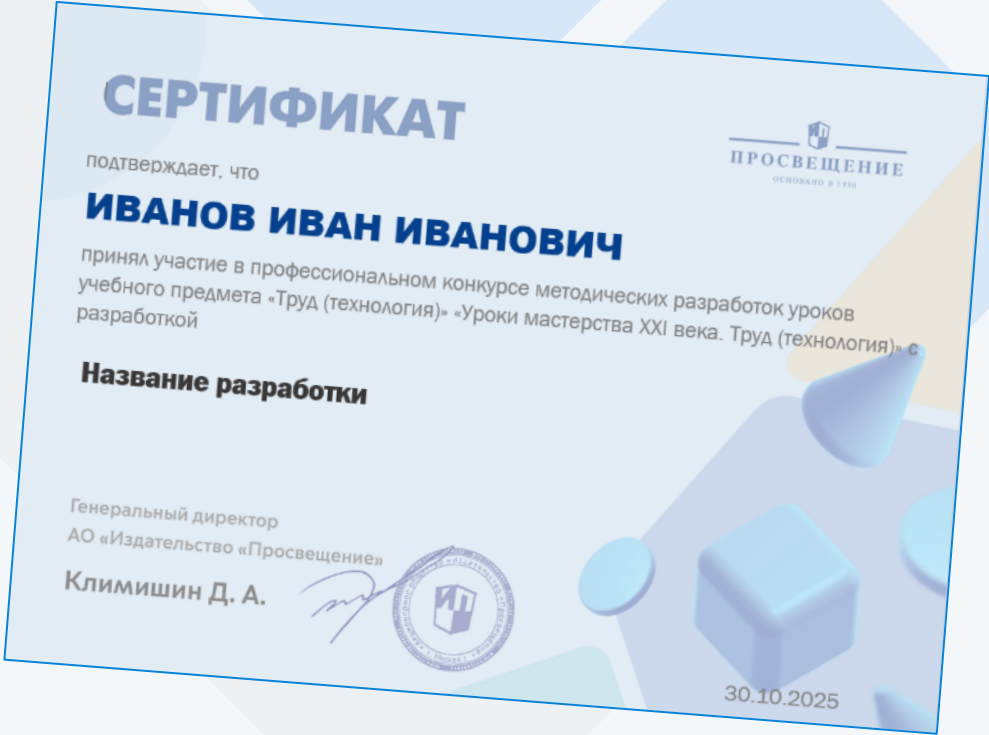 СЕРТИФИКАТ
ПРОСВЕЩЕНИЕ
ОСНОВАНО В 1930
подтверждает, что
ИВАНОВ ИВАН ИВАНОВИЧ
принял участие в профессиональном конкурсе методических разработок уроков
учебного предмета «Труд (технология)» «Уроки мастерства XXI века. Труд (технология)» с
разработкой
Название разработки
Генеральный директор
АО «Издательство «Просвещение»
Климишин Д. А.
ИП
30.10.2025